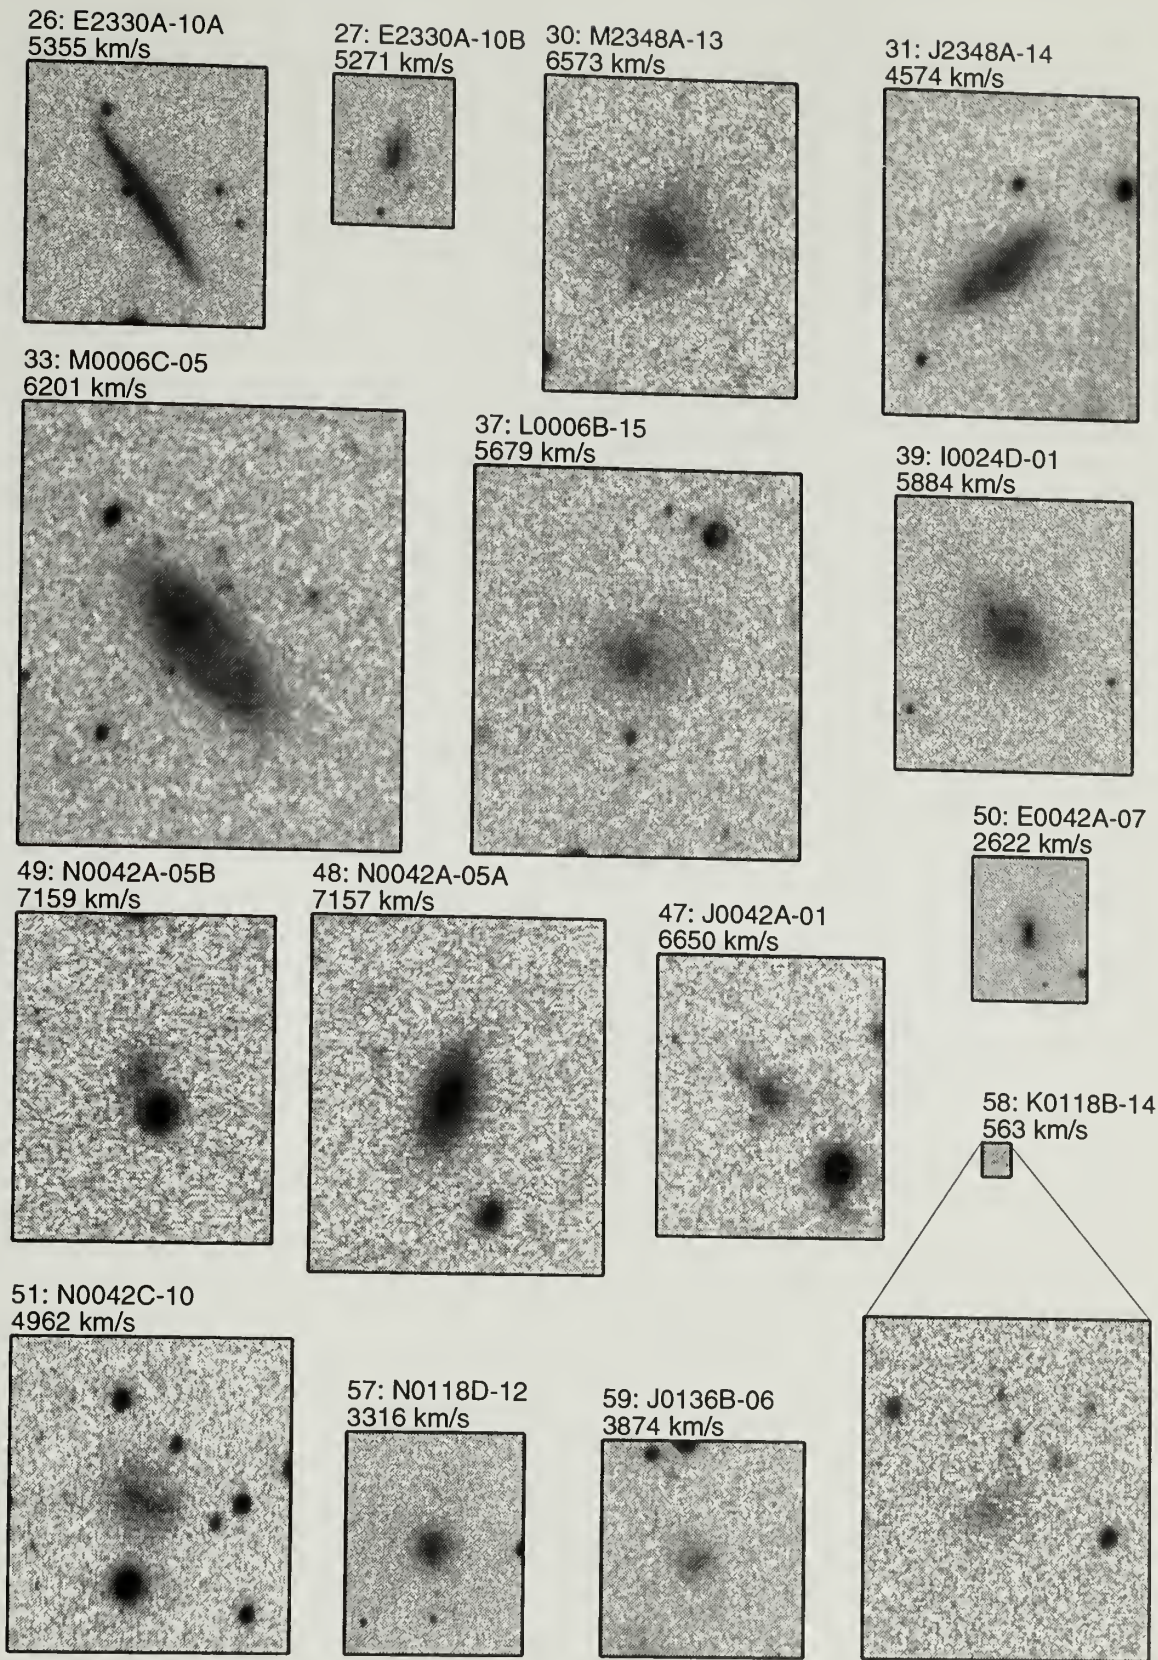 26: E2330A-10A
5355 km/s
27: E2330A-10B
5271 km/s
30: M2348A-13
6573 km/s
31: J2348A-14
4574 km/s
33: M0006C-05
6201 km/s
37: L0006B-15
5679 km/s
39: I0024D-01
5884 km/s
49: N0042A-05B
7159 km/s
48: N0042A-05A
7157 km/s
47: J0042A-01
6650 km/s
50: E0042A-07
2622 km/s
58: K0118B-14
563 km/s
51: N0042C-10
4962 km/s
57: N0118D-12
3316 km/s
59: J0136B-06
3874 km/s